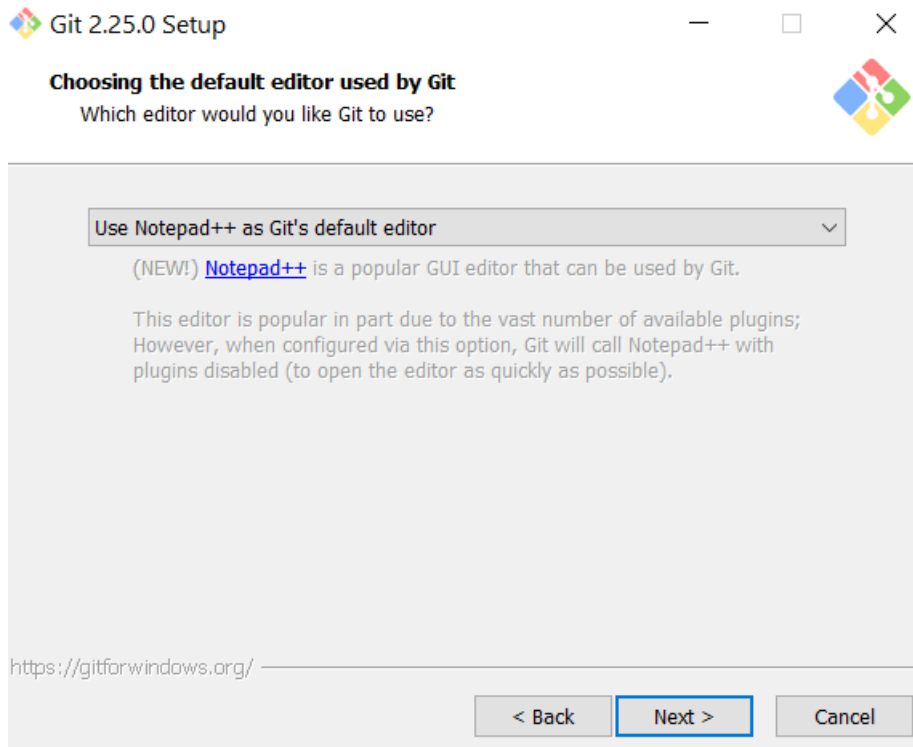 Git 2.25.0 Setup
Choosing the default editor used by Git
Which editor would you like Git to use?
Use Notepad++ as Git's default editor
(NEW!) Notepad++ is a popular GUI editor that can be used by Git.
This editor is popular in part due to the vast number of available plugins;
However, when configured via this option, Git will call Notepad++ with
plugins disabled (to open the editor as quickly as possible).
https://gitforwindows.org/
< Back
Next >
Cancel